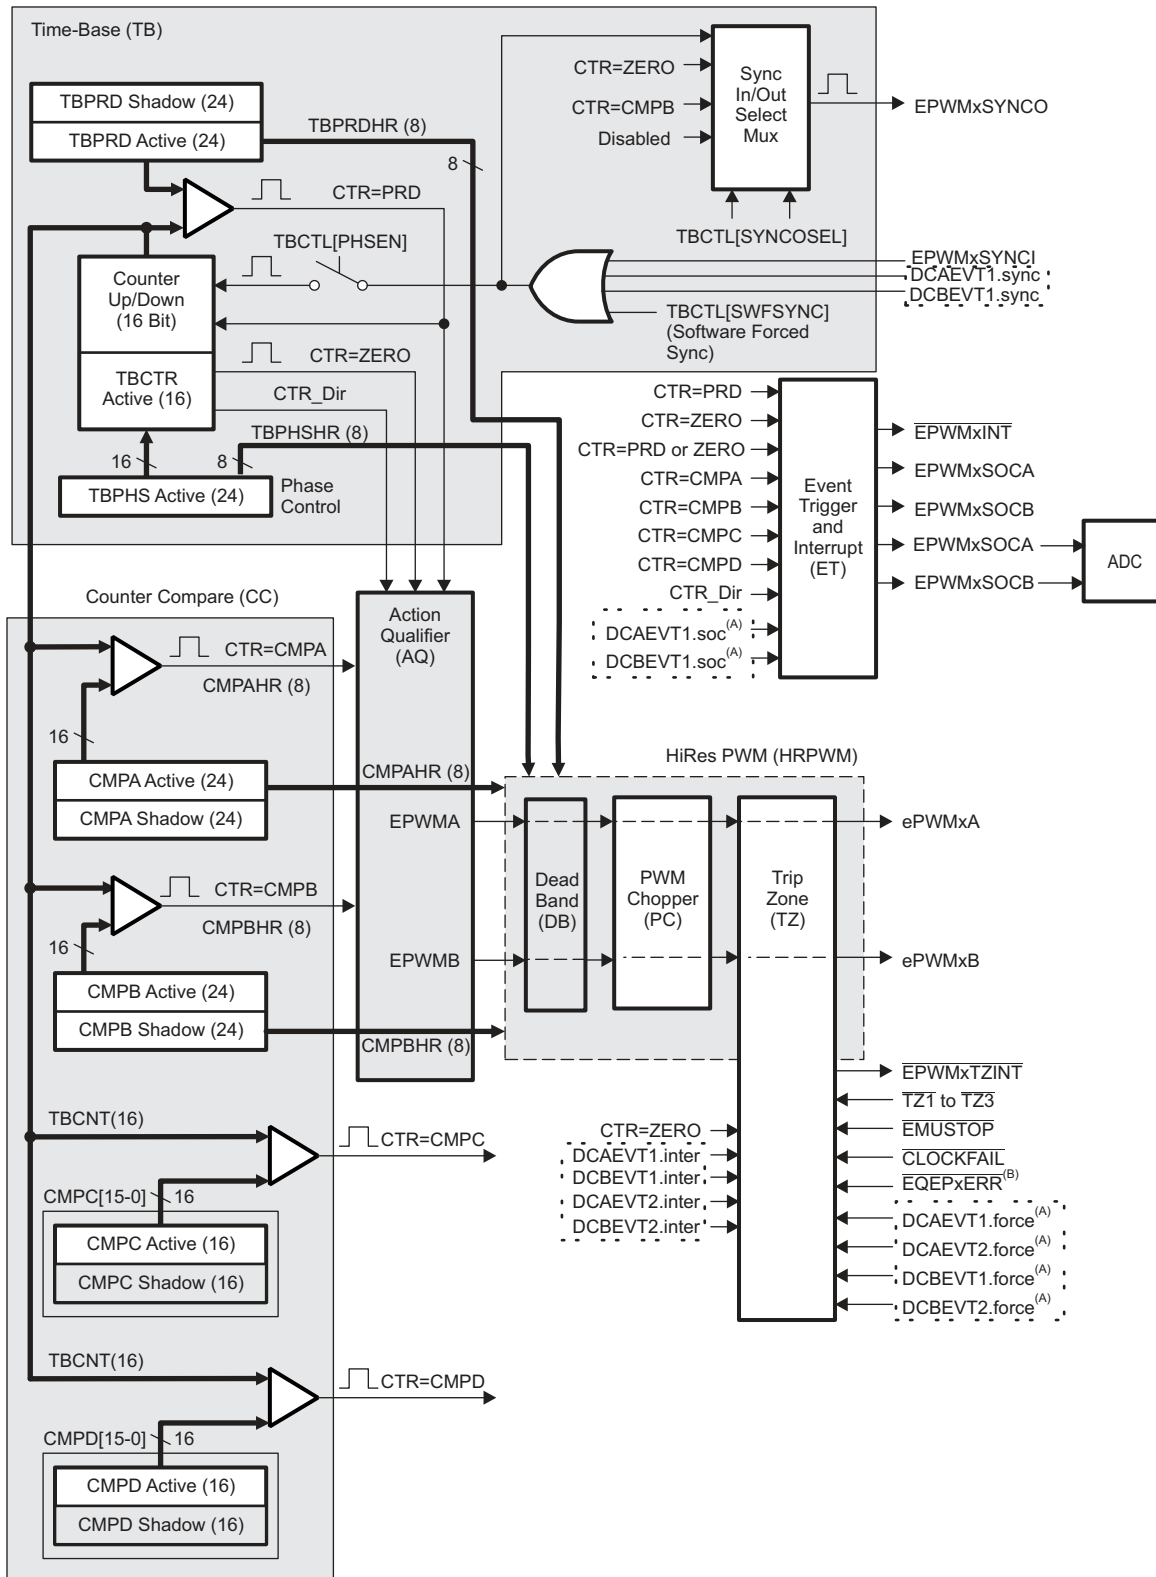 Time-Base (TB)
TBPRD Shadow (24)
TBPRD Active (24)
TBPRDHR (8)
8
CTR=PRD
CTR=ZERO
CTR=CMPB
Disabled
Sync
In/Out
Select
Mux
EPWMxSYNCO
TBCTL[SYNCOSEL]
TBCTL[PHSEN]
EPWMxSYNCI
DCAEVT1.sync
DCBEVT1.sync
TBCTL[SWFSYNC]
(Software Forced
Sync)
Counter
Up/Down
(16 Bit)
TBCTR
Active (16)
CTR=ZERO
CTR_Dir
TBPHSHR (8)
16
8
TBPHS Active (24)
Phase
Control
CTR=PRD
CTR=ZERO
CTR=PRD or ZERO
CTR=CMPA
CTR=CMPB
CTR=CMPC
CTR=CMPD
CTR_Dir
DCAEVT1.soc(A)
DCBEVT1.soc(A)
Event
Trigger
and
Interrupt
(ET)
EPWMxINT
EPWMxSOCA
EPWMxSOCB
EPWMxSOCA
EPWMxSOCB
ADC
Counter Compare (CC)
CTR=CMPA
CMPAHR (8)
16
CMPA Active (24)
CMPA Shadow (24)
CTR=CMPB
CMPBHR (8)
16
CMPB Active (24)
CMPB Shadow (24)
Action
Qualifier
(AQ)
CMPAHR (8)
EPWMA
EPWMB
CMPBHR (8)
HiRes PWM (HRPWM)
Dead
Band
(DB)
PWM
Chopper
(PC)
Trip
Zone
(TZ)
ePWMxA
ePWMxB
EPWMxTZINT
TZ1 to TZ3
EMUSTOP
CLOCKFAIL
EQEPxERR(B)
DCAEVT1.force(A)
DCAEVT2.force(A)
DCBEVT1.force(A)
DCBEVT2.force(A)
CTR=ZERO
DCAEVT1.inter
DCBEVT1.inter
DCAEVT2.inter
DCBEVT2.inter
TBCNT(16)
CTR=CMPC
CMPC[15-0]
16
CMPC Active (16)
CMPC Shadow (16)
TBCNT(16)
CTR=CMPD
CMPD[15-0]
16
CMPD Active (16)
CMPD Shadow (16)